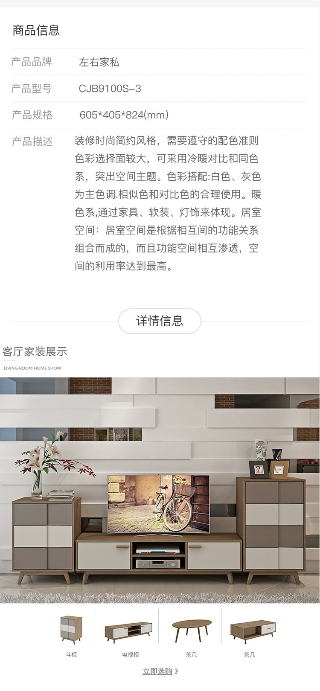 商品信息
产品品牌 左右家私
产品型号 CJB9100S-3
产品规格 605*405*824(mm)
产品描述 装修时尚简约风格，需要遵守的配色准则
色彩选择面较大，可采用冷暖对比和同色
系，突出空间主题。色彩搭配:白色、灰色
为主色调.相似色和对比色的合理使用。暖
色系,通过家具、软装、灯饰来体现。居室
空间：居室空间是根据相互间的功能关系
组合而成的，而且功能空间相互渗透，空
间的利用率达到最高。
详情信息
客厅家装展示
LIVING ROOM HOME SHOW
斗柜 电视柜 茶几 茶几
立即选购 》